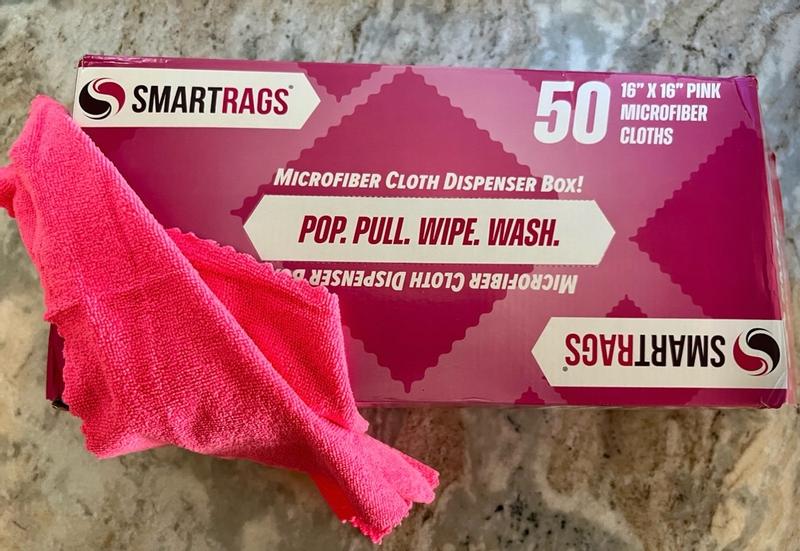 SMARTRAGS®
50
16" X 16" PINK
MICROFIBER
CLOTHS
MICROFIBER CLOTH DISPENSER BOX!
POP. PULL. WIPE. WASH.
MICROFIBER CLOTH DISPENSER BO
SMARTRAGS®